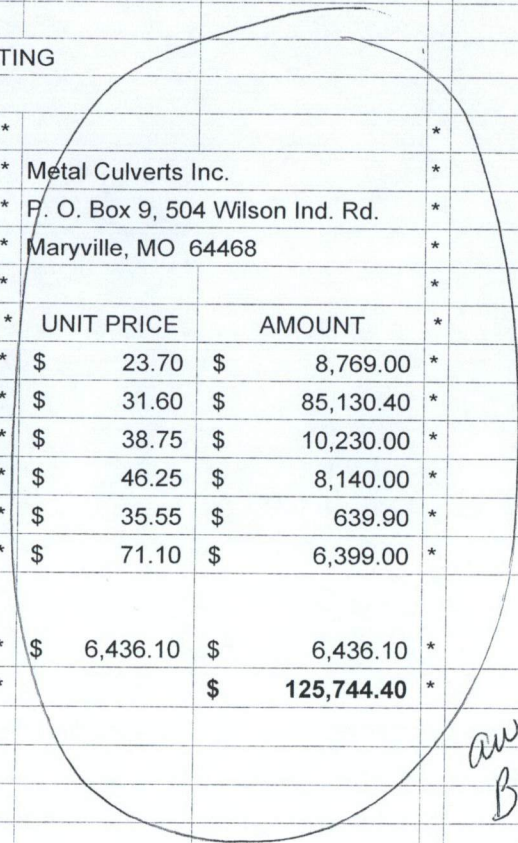 TING
* *
* Metal Culverts Inc. *
* P. O. Box 9, 504 Wilson Ind. Rd. *
* Maryville, MO 64468 *
* *
* UNIT PRICE AMOUNT *
* $ 23.70 $ 8,769.00 *
* $ 31.60 $ 85,130.40 *
* $ 38.75 $ 10,230.00 *
* $ 46.25 $ 8,140.00 *
* $ 35.55 $ 639.90 *
* $ 71.10 $ 6,399.00 *
* $ 6,436.10 $ 6,436.10 *
* $ 125,744.40 *
aw
B